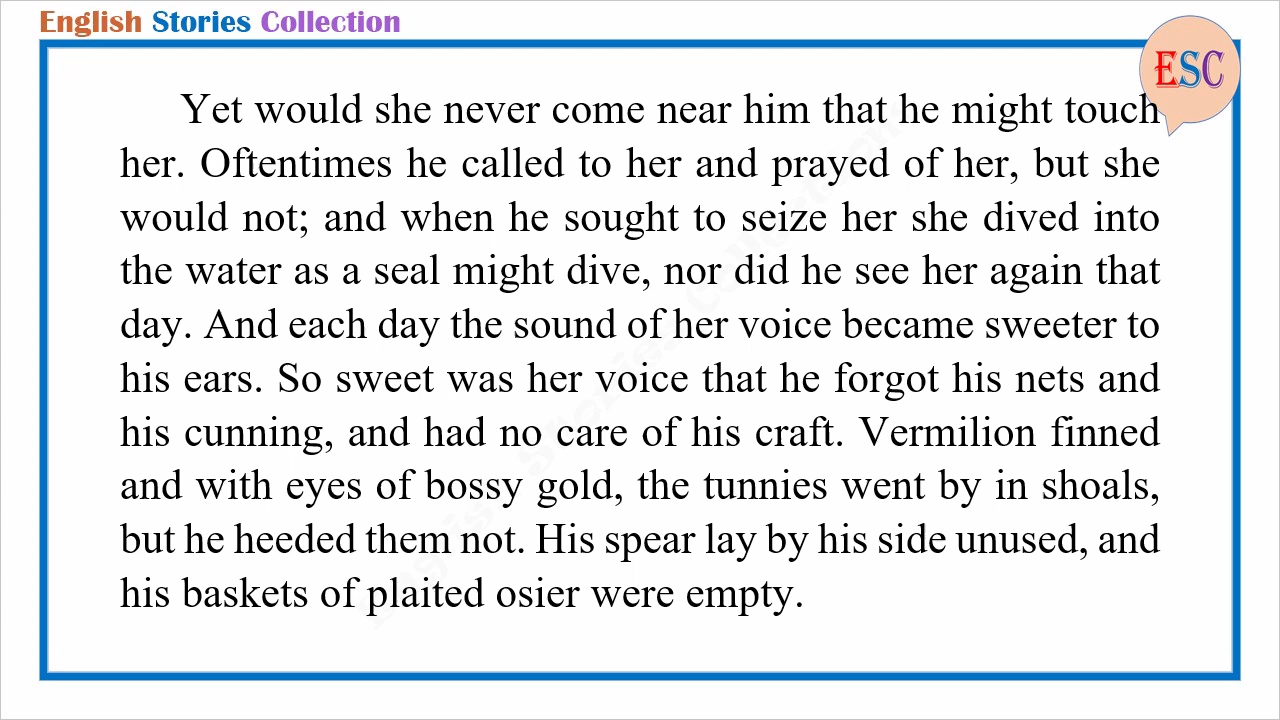 English Stories Collection
ESC
Yet would she never come near him that he might touch
her. Oftentimes he called to her and prayed of her, but she
would not; and when he sought to seize her she dived into
the water as a seal might dive, nor did he see her again that
day. And each day the sound of her voice became sweeter to
his ears. So sweet was her voice that he forgot his nets and
his cunning, and had no care of his craft. Vermilion finned
and with eyes of bossy gold, the tunnies went by in shoals,
but he heeded them not. His spear lay by his side unused, and
his baskets of plaited osier were empty.
English Stories Collection